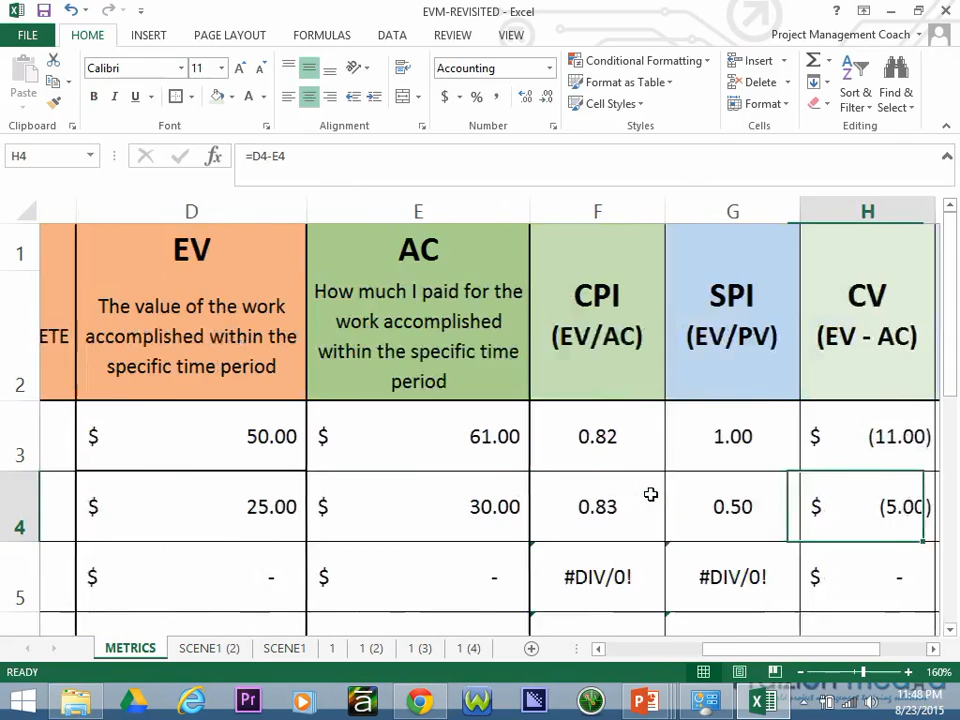 EVM-REVISITED - Excel
FILE HOME INSERT PAGE LAYOUT FORMULAS DATA REVIEW VIEW Project Management Coach
Paste Calibri 11 Accounting Conditional Formatting Format as Table Cell Styles Insert Delete Format Sort & Filter Find & Select
B I U A $ % ,
Clipboard Font Alignment Number Styles Cells Editing
H4 fx =D4-E4
D E F G H
1 EV AC
2 ETE The value of the work accomplished within the specific time period
How much I paid for the work accomplished within the specific time period
CPI (EV/AC)
SPI (EV/PV)
CV (EV - AC)
3 $ 50.00 $ 61.00 0.82 1.00 $ (11.00)
4 $ 25.00 $ 30.00 0.83 0.50 $ (5.00)
5 $ - $ - #DIV/0! #DIV/0! $ -
METRICS SCENE1 (2) SCENE1 1 1 (2) 1 (3) 1 (4)
READY 160%
11:48 PM
8/23/2015